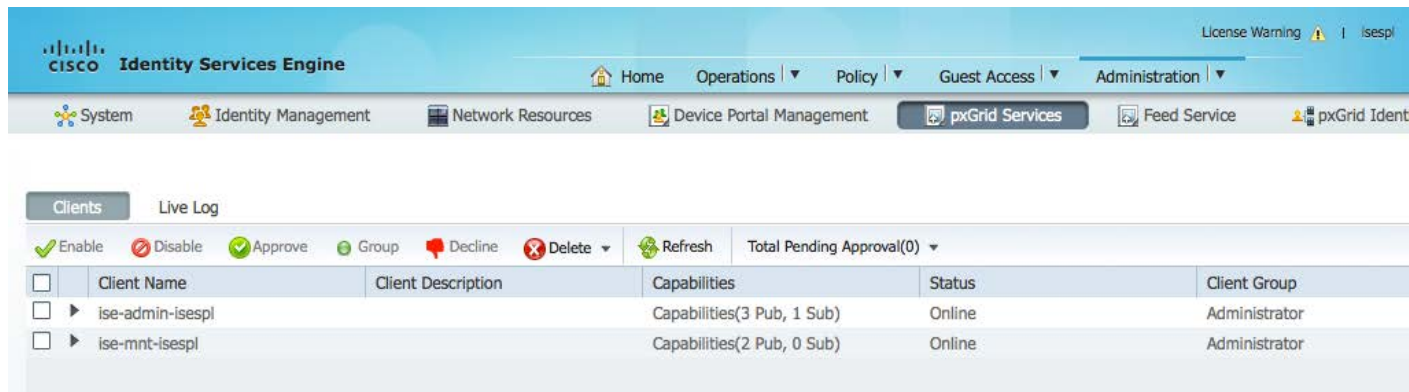 License Warning | isespl
CISCO Identity Services Engine
Home Operations Policy Guest Access Administration
System Identity Management Network Resources Device Portal Management pxGrid Services Feed Service pxGrid Ident
Clients Live Log
Enable Disable Approve Group Decline Delete Refresh Total Pending Approval(0)
Client Name Client Description Capabilities Status Client Group
ise-admin-isespl Capabilities(3 Pub, 1 Sub) Online Administrator
ise-mnt-isespl Capabilities(2 Pub, 0 Sub) Online Administrator